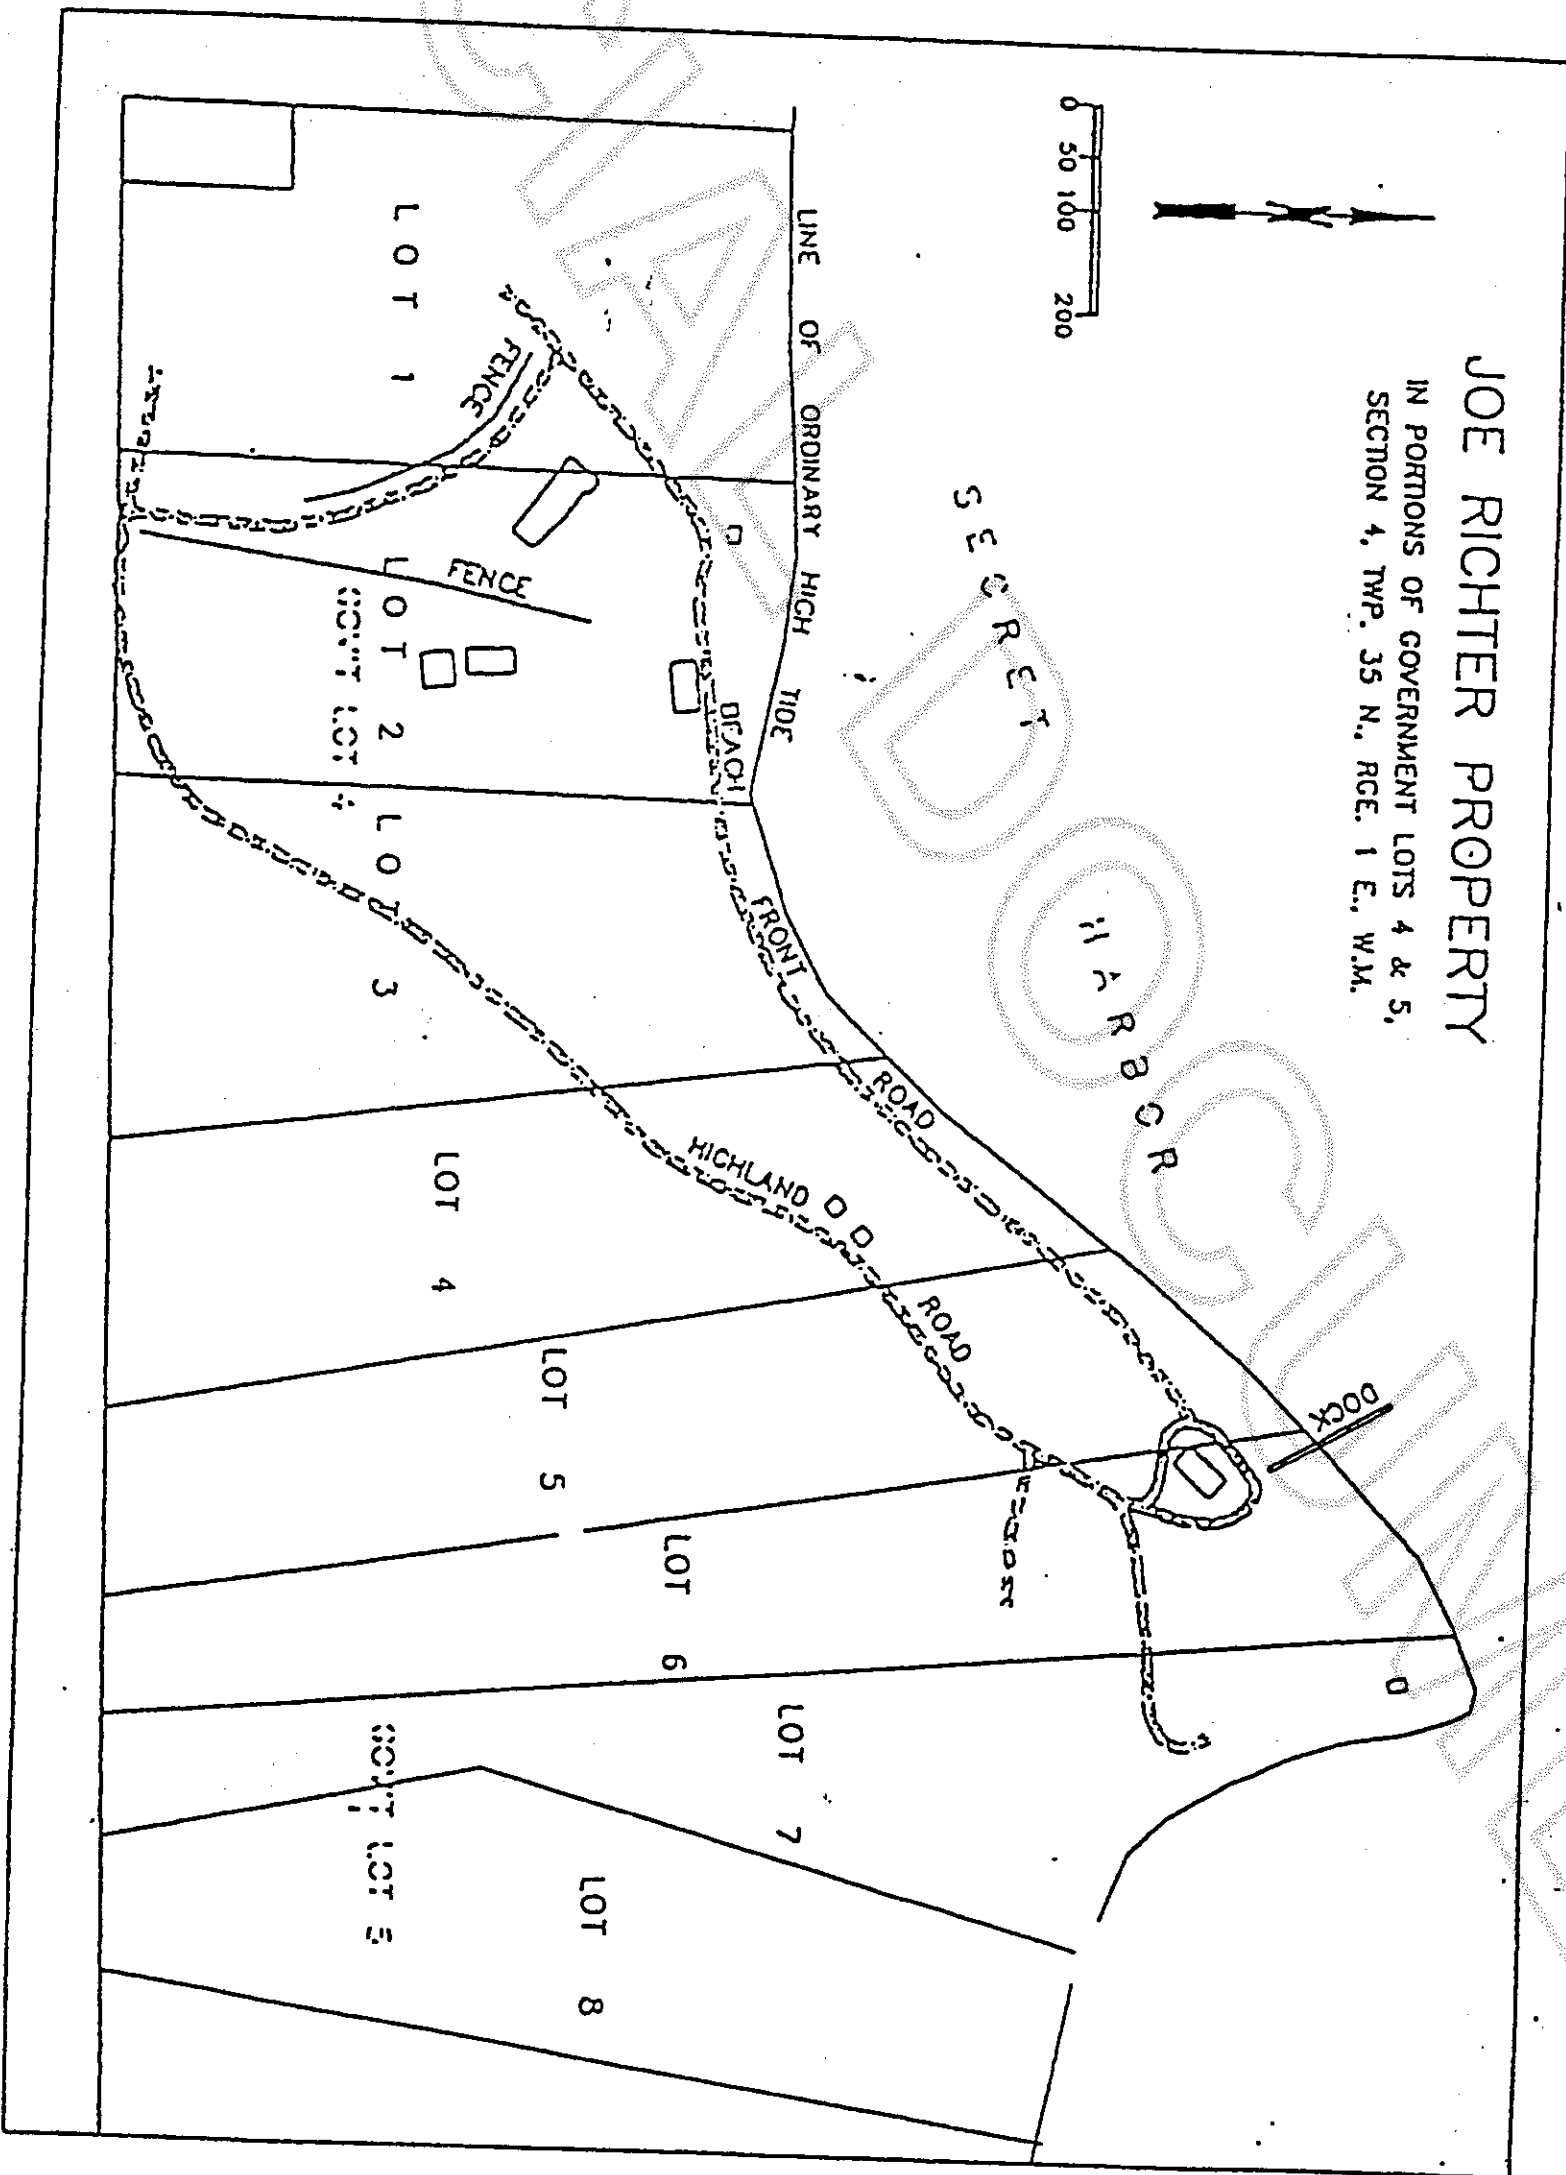 JOE RICHTER PROPERTY
IN PORTIONS OF GOVERNMENT LOTS 4 & 5,
SECTION 4, TWP. 35 N., RGE. 1 E., W.M.
0 50 100 200
SECRET HARBOR
DOCK
LINE OF ORDINARY HIGH TIDE
BEACH FRONT ROAD
HIGHLAND ROAD
FENCE
FENCE
LOT 1
LOT 2
LOT 3
LOT 4
LOT 5
LOT 6
LOT 7
LOT 8
GOV'T LOT 4
GOV'T LOT 5